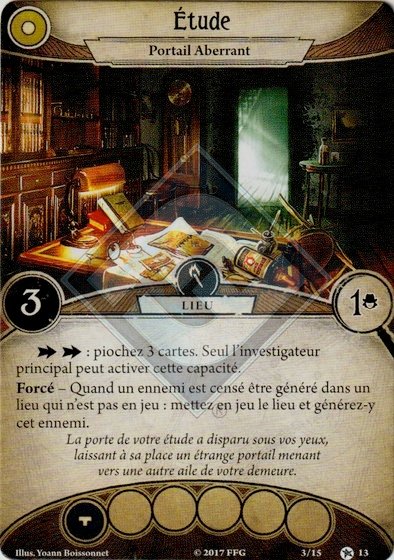 Étude
Portail Aberrant
LIEU
3
1
: piochez 3 cartes. Seul l'investigateur
principal peut activer cette capacité.
Forcé – Quand un ennemi est censé être généré dans un
lieu qui n'est pas en jeu : mettez en jeu le lieu et générez-y
cet ennemi.
La porte de votre étude a disparu sous vos yeux,
laissant à sa place un étrange portail menant
vers une autre aile de votre demeure.
Illus. Yoann Boissonnet
© 2017 FFG
3/15
13